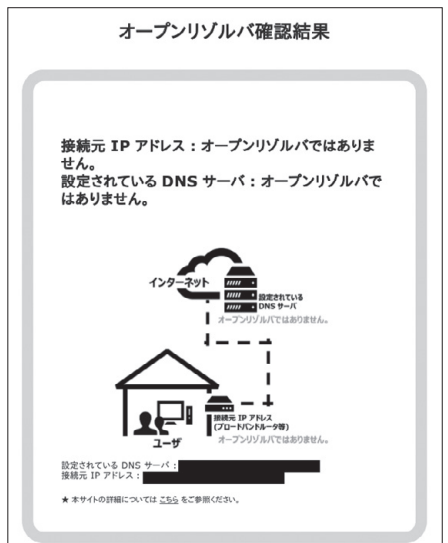 オープンリゾルバ確認結果
接続元 IP アドレス : オープンリゾルバではありま
せん。
設定されている DNS サーバ : オープンリゾルバで
はありません。
インターネット
設定されている
DNS サーバ
オープンリゾルバではありません。
接続元 IP アドレス
(ブロードバンドルータ等)
オープンリゾルバではありません。
ユーザ
設定されている DNS サーバ :
接続元 IP アドレス :
★ 本サイトの詳細については こちら をご参照ください。